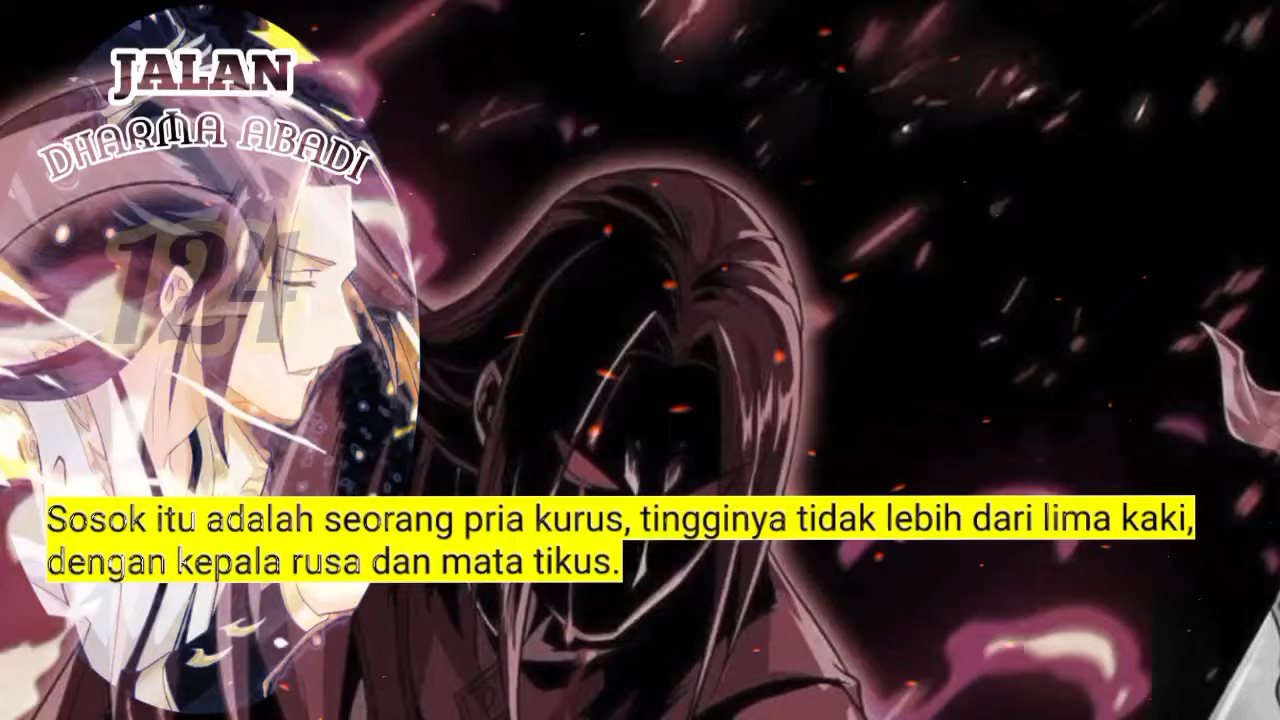 JALAN
DHARMA ABADI
124
Sosok itu adalah seorang pria kurus, tingginya tidak lebih dari lima kaki,
dengan kepala rusa dan mata tikus.